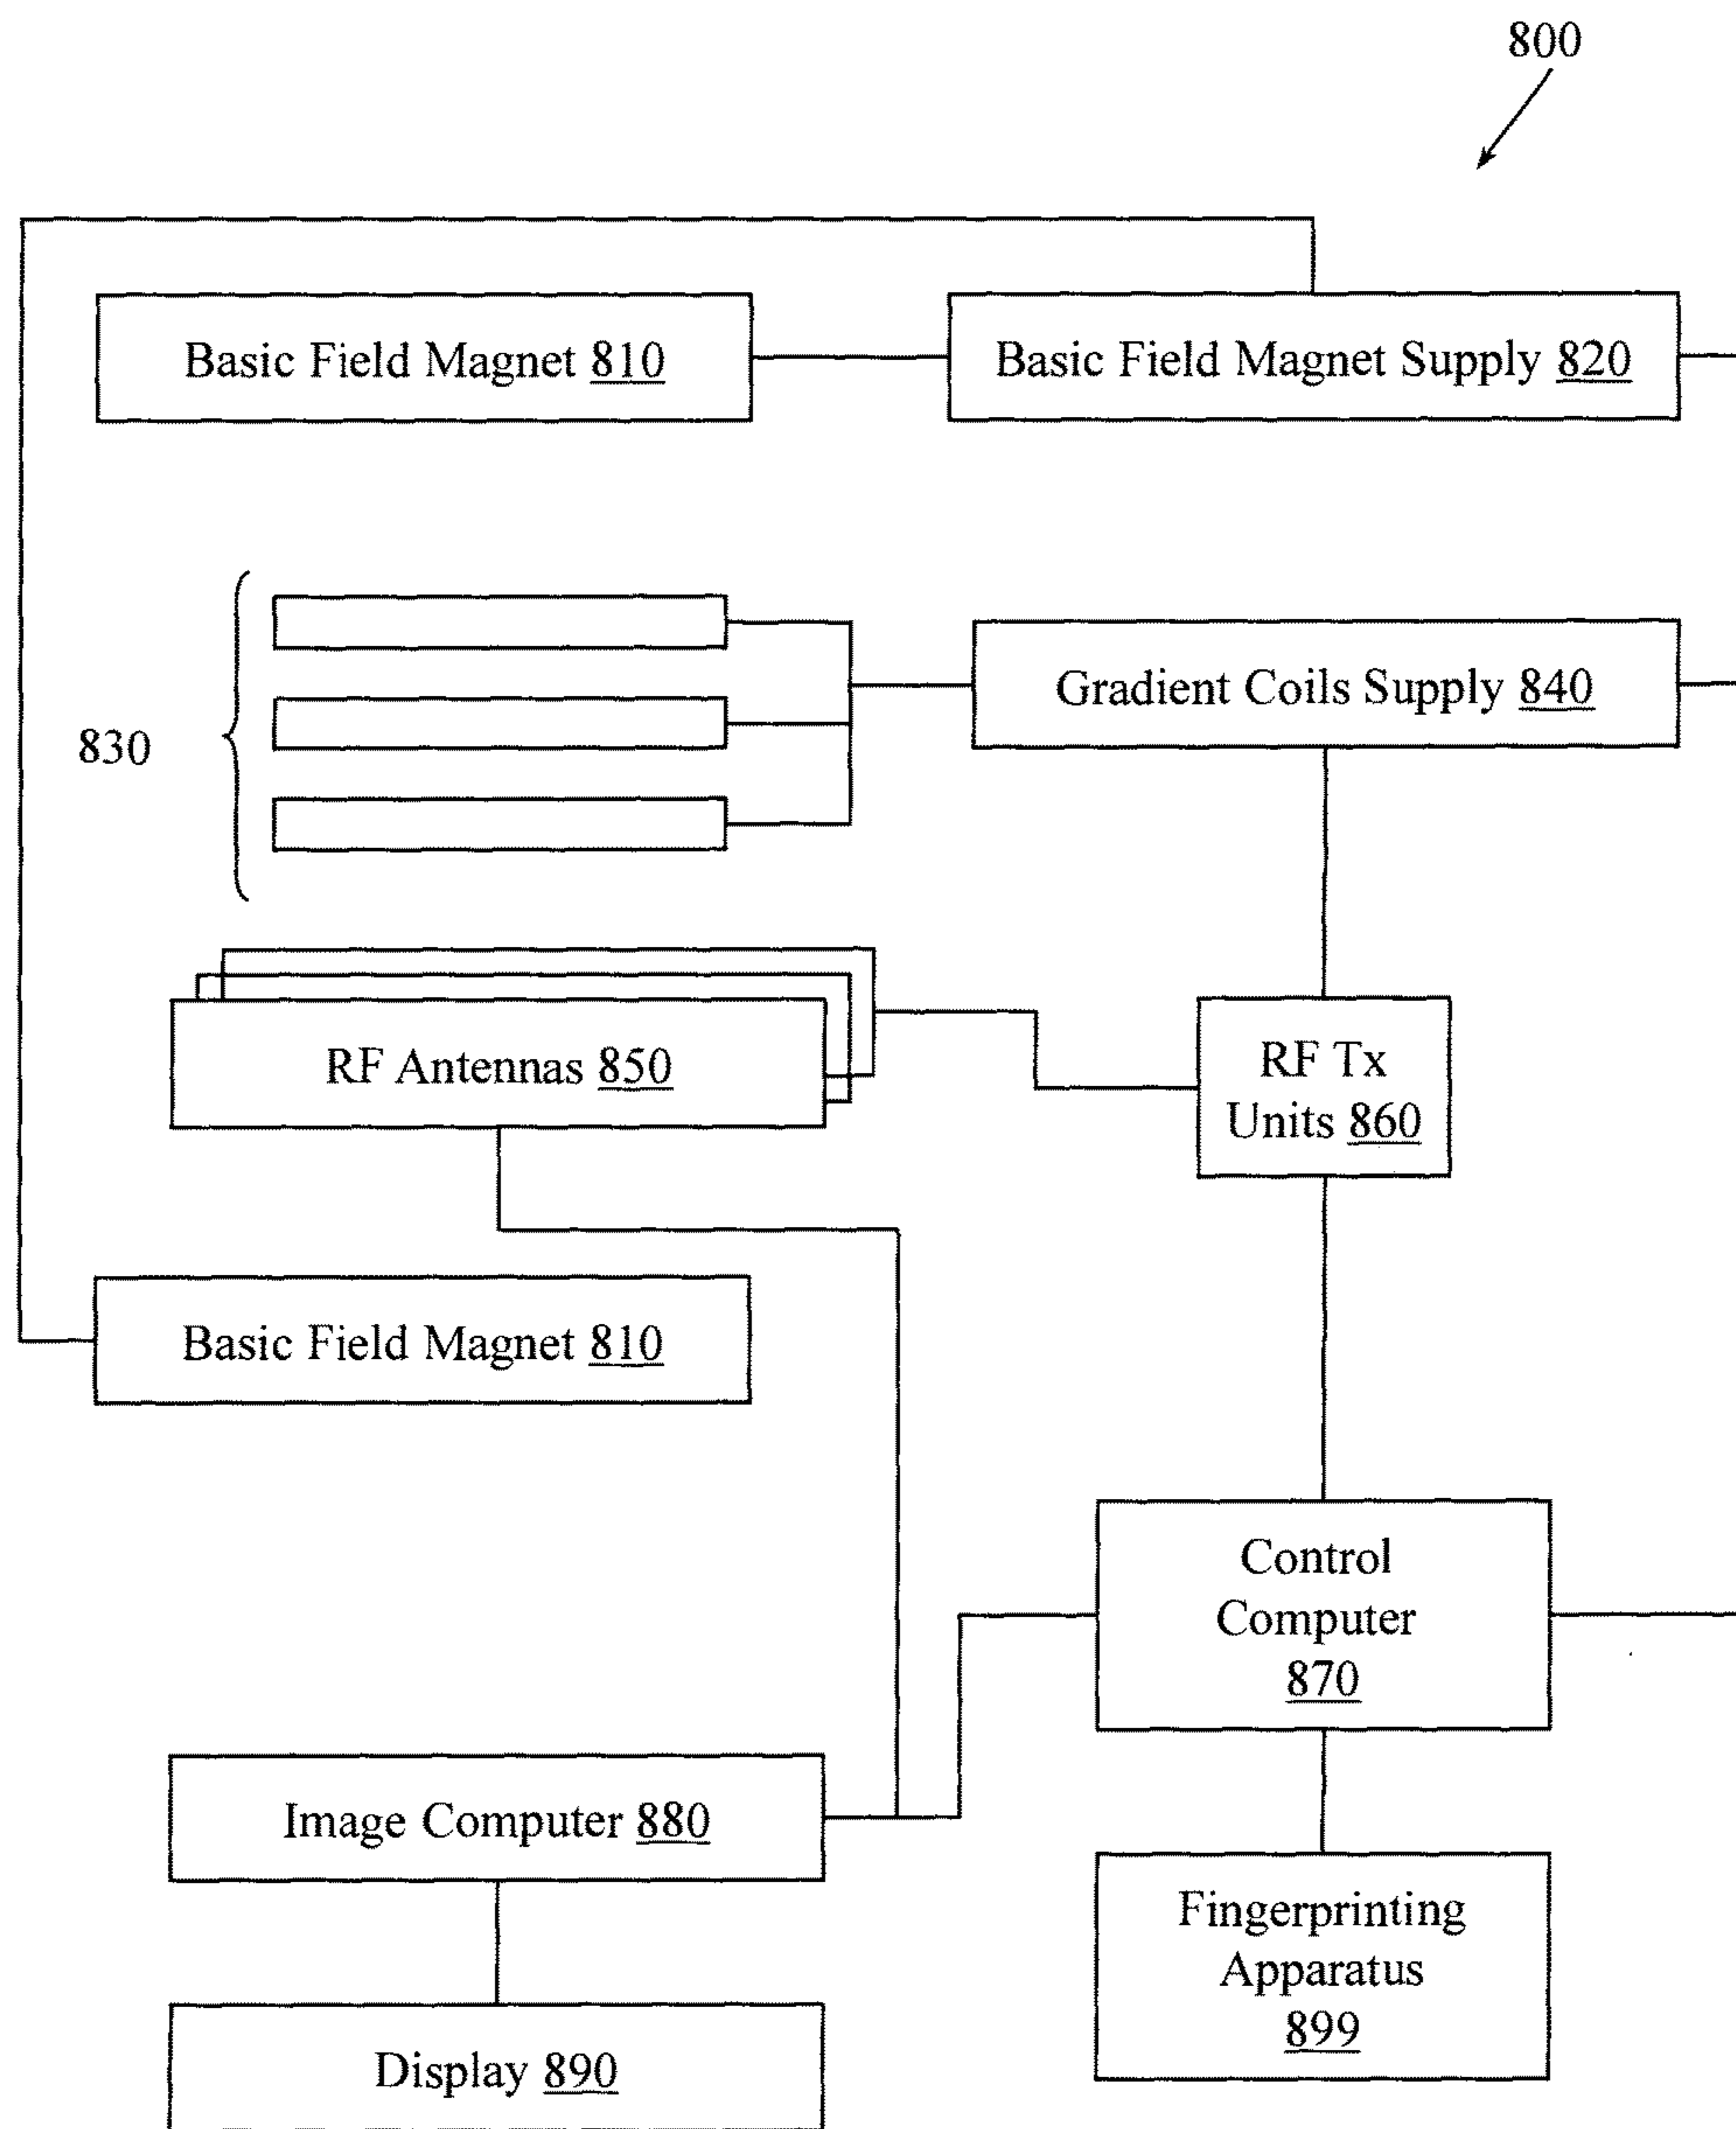 800
Basic Field Magnet 810
Basic Field Magnet Supply 820
830
Gradient Coils Supply 840
RF Antennas 850
RF Tx
Units 860
Basic Field Magnet 810
Control
Computer
870
Image Computer 880
Fingerprinting
Apparatus
899
Display 890